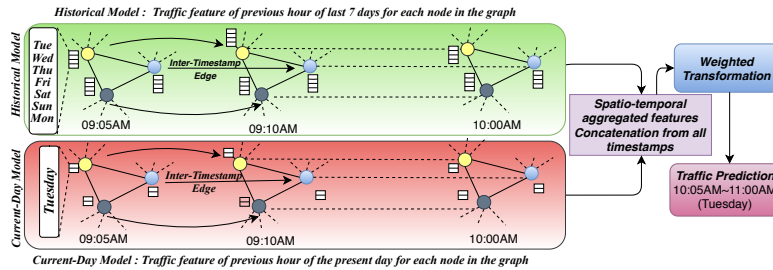 Historical Model : Traffic feature of previous hour of last 7 days for each node in the graph
Historical Model
Tue
Wed
Thu
Fri
Sat
Sun
Mon
Inter-Timestamp
Edge
09:05AM
09:10AM
10:00AM
Current-Day Model
Tuesday
Inter-Timestamp
Edge
09:05AM
09:10AM
10:00AM
Current-Day Model : Traffic feature of previous hour of the present day for each node in the graph
Spatio-temporal
aggregated features
Concatenation from all
timestamps
Weighted
Transformation
Traffic Prediction
10:05AM~11:00AM
(Tuesday)